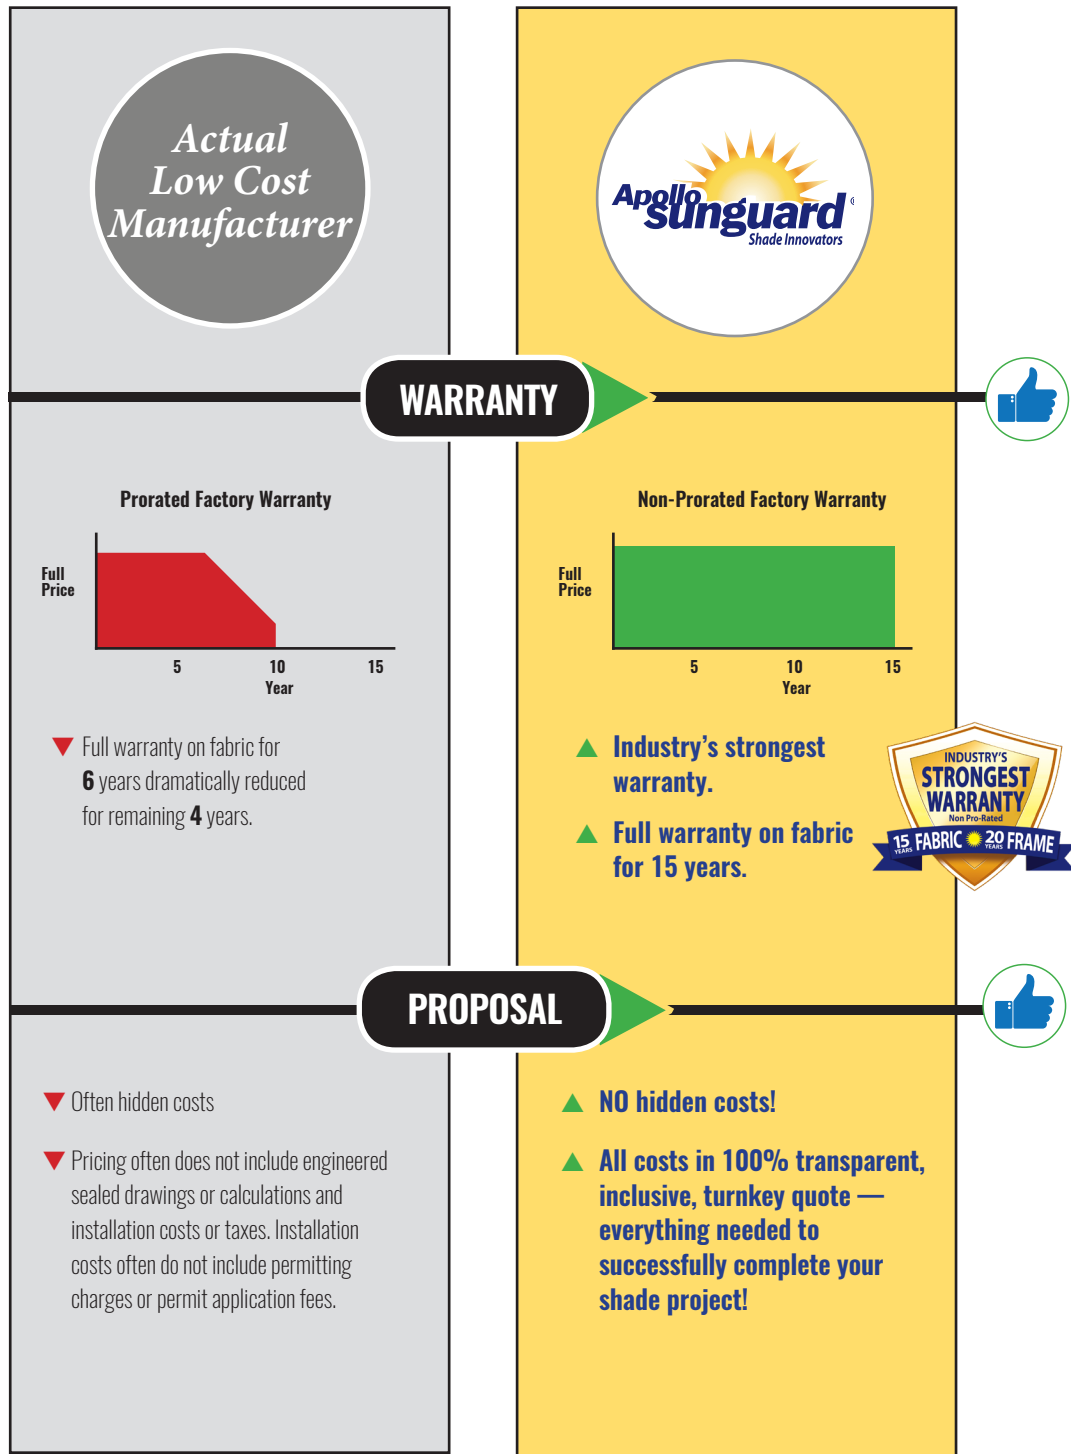 Actual
Low Cost
Manufacturer
Apollo
sunguard®
Shade Innovators
WARRANTY
Prorated Factory Warranty
Full
Price
5 10 15
Year
▼ Full warranty on fabric for
6 years dramatically reduced
for remaining 4 years.
Non-Prorated Factory Warranty
Full
Price
5 10 15
Year
▲ Industry's strongest
warranty.
▲ Full warranty on fabric
for 15 years.
INDUSTRY'S
STRONGEST
WARRANTY
Non Pro-Rated
15 YEARS FABRIC 20 YEARS FRAME
PROPOSAL
▼ Often hidden costs
▼ Pricing often does not include engineered
sealed drawings or calculations and
installation costs or taxes. Installation
costs often do not include permitting
charges or permit application fees.
▲ NO hidden costs!
▲ All costs in 100% transparent,
inclusive, turnkey quote —
everything needed to
successfully complete your
shade project!